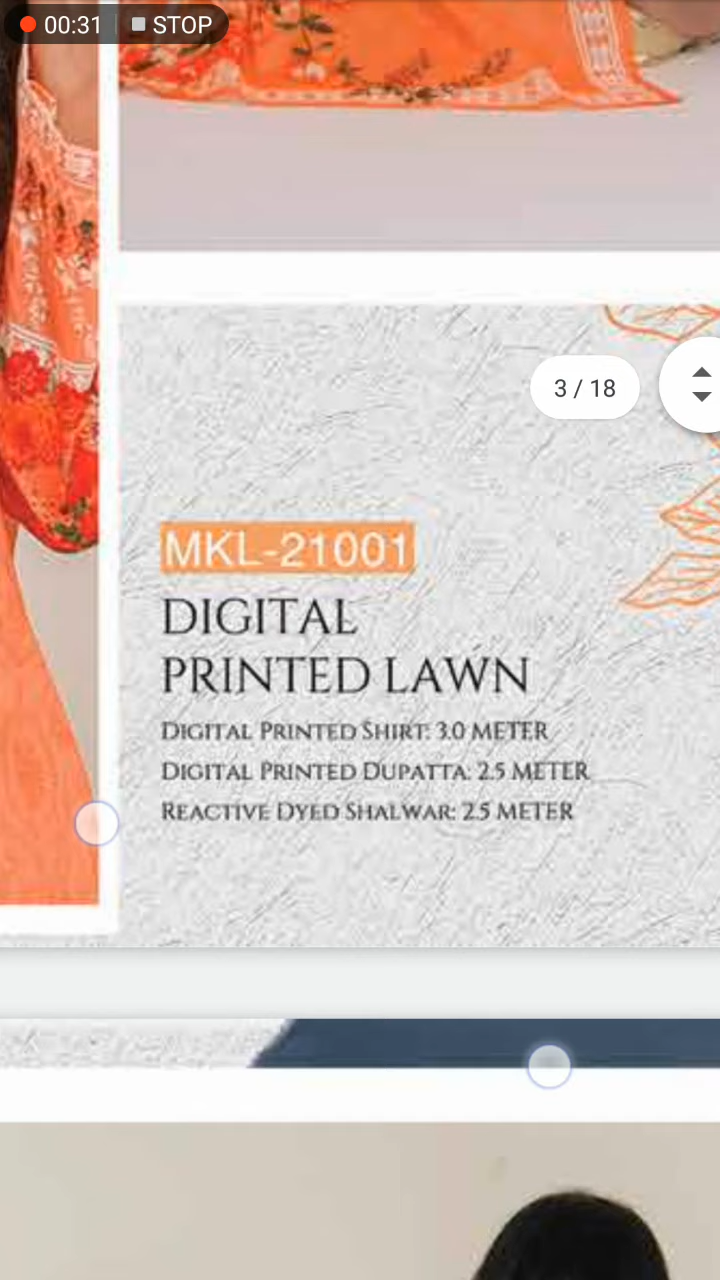 00:31 STOP
3 / 18
MKL-21001
DIGITAL
PRINTED LAWN
DIGITAL PRINTED SHIRT: 3.0 METER
DIGITAL PRINTED DUPATTA: 2.5 METER
REACTIVE DYED SHALWAR: 2.5 METER